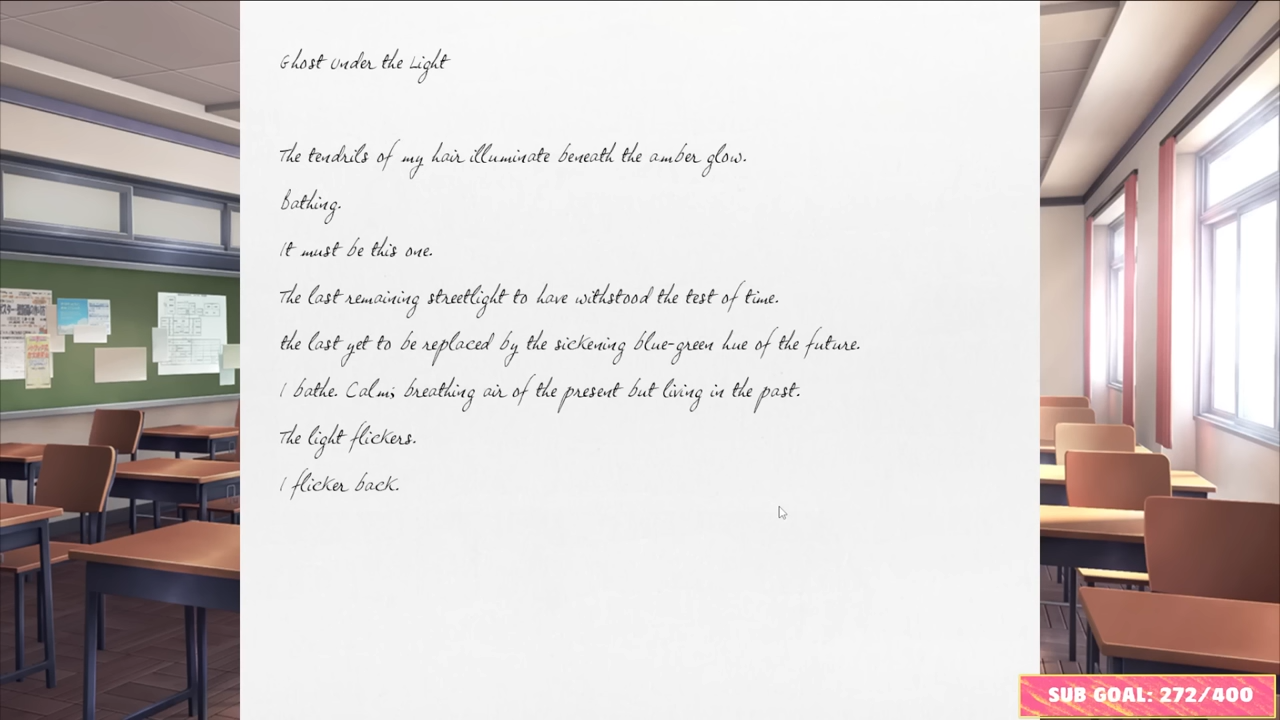 Ghost Under the Light
The tendrils of my hair illuminate beneath the amber glow.
Bathing.
It must be this one.
The last remaining streetlight to have withstood the test of time.
the last yet to be replaced by the sickening blue-green hue of the future.
I bathe. Calm; breathing air of the present but living in the past.
The light flickers.
I flicker back.
SUB GOAL: 272/400